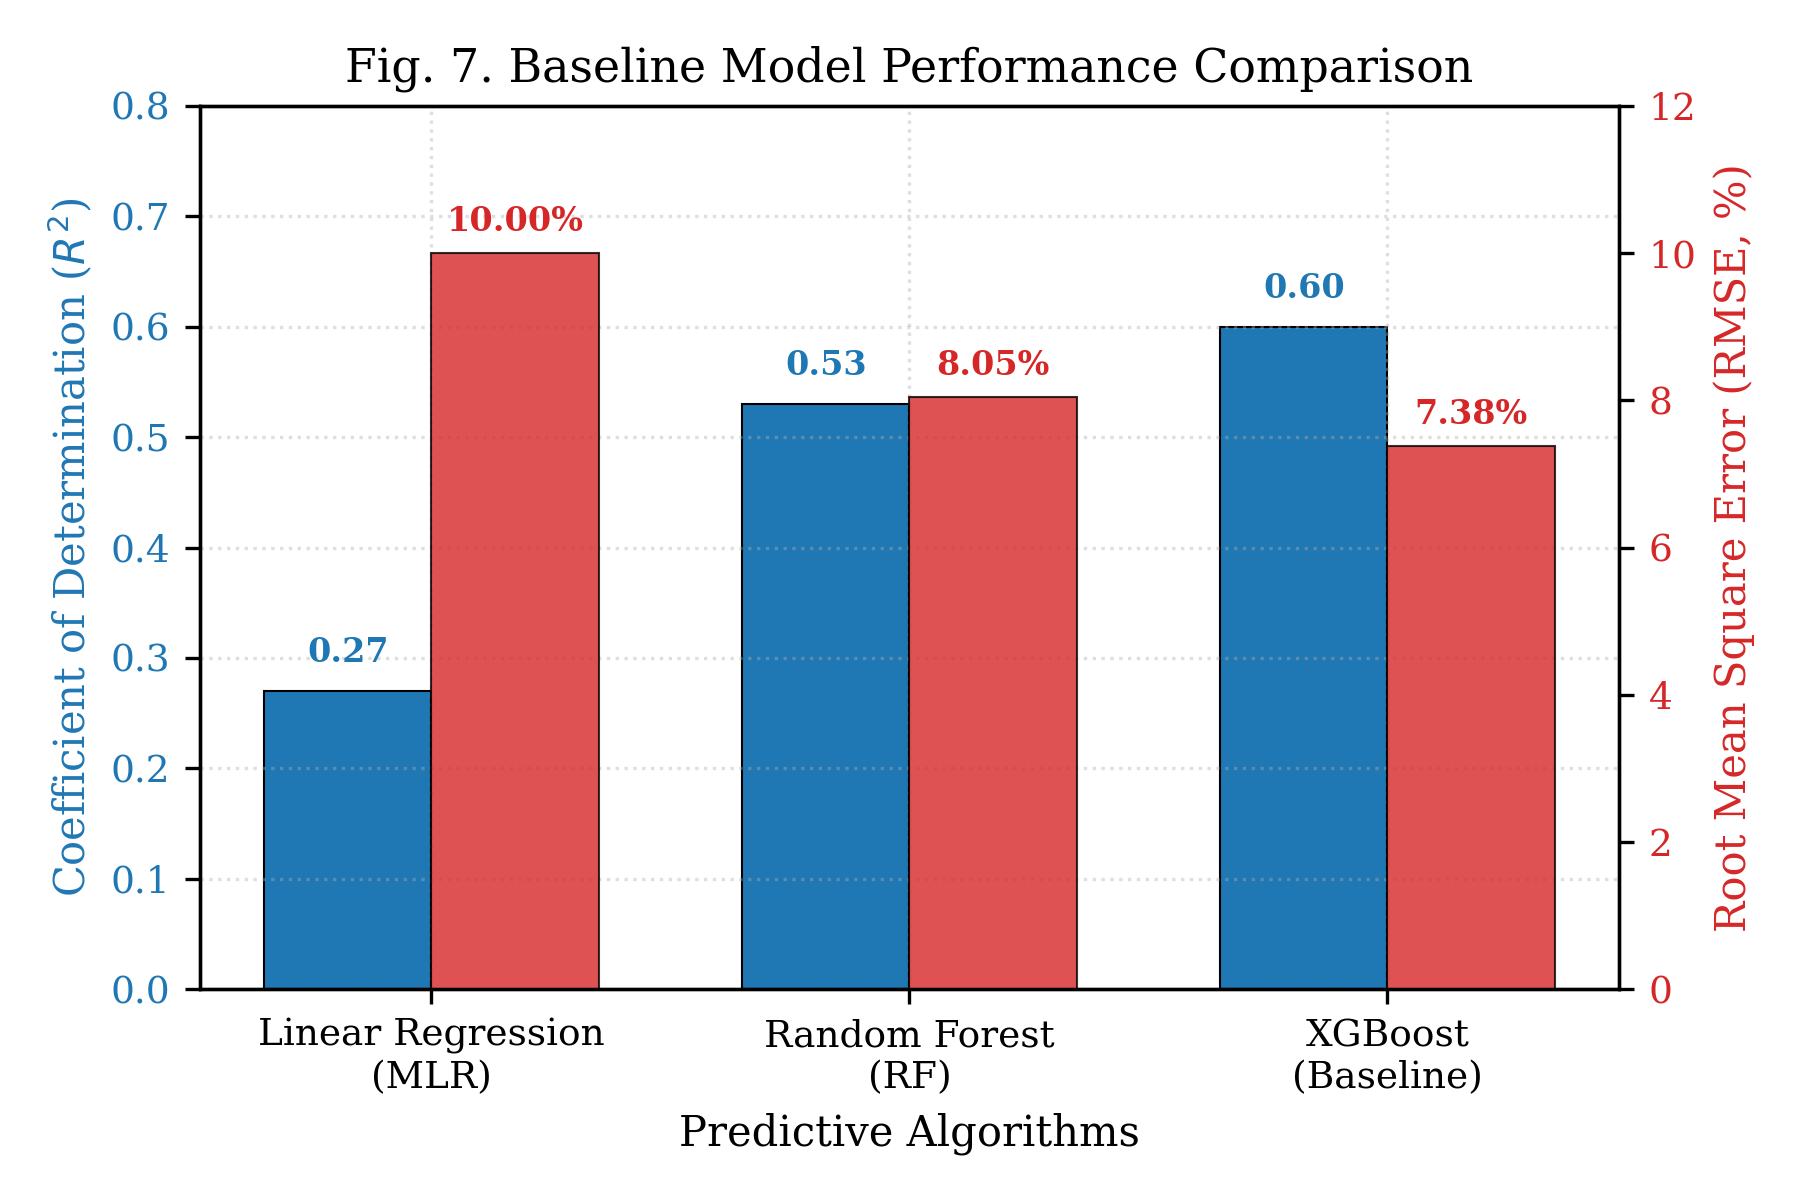 Fig. 7. Baseline Model Performance Comparison
Coefficient of Determination (R²)
0.8
0.7
0.6
0.5
0.4
0.3
0.2
0.1
0.0
0.27
10.00%
0.53
8.05%
0.60
7.38%
12
10
8
6
4
2
0
Root Mean Square Error (RMSE, %)
Linear Regression
(MLR)
Random Forest
(RF)
XGBoost
(Baseline)
Predictive Algorithms